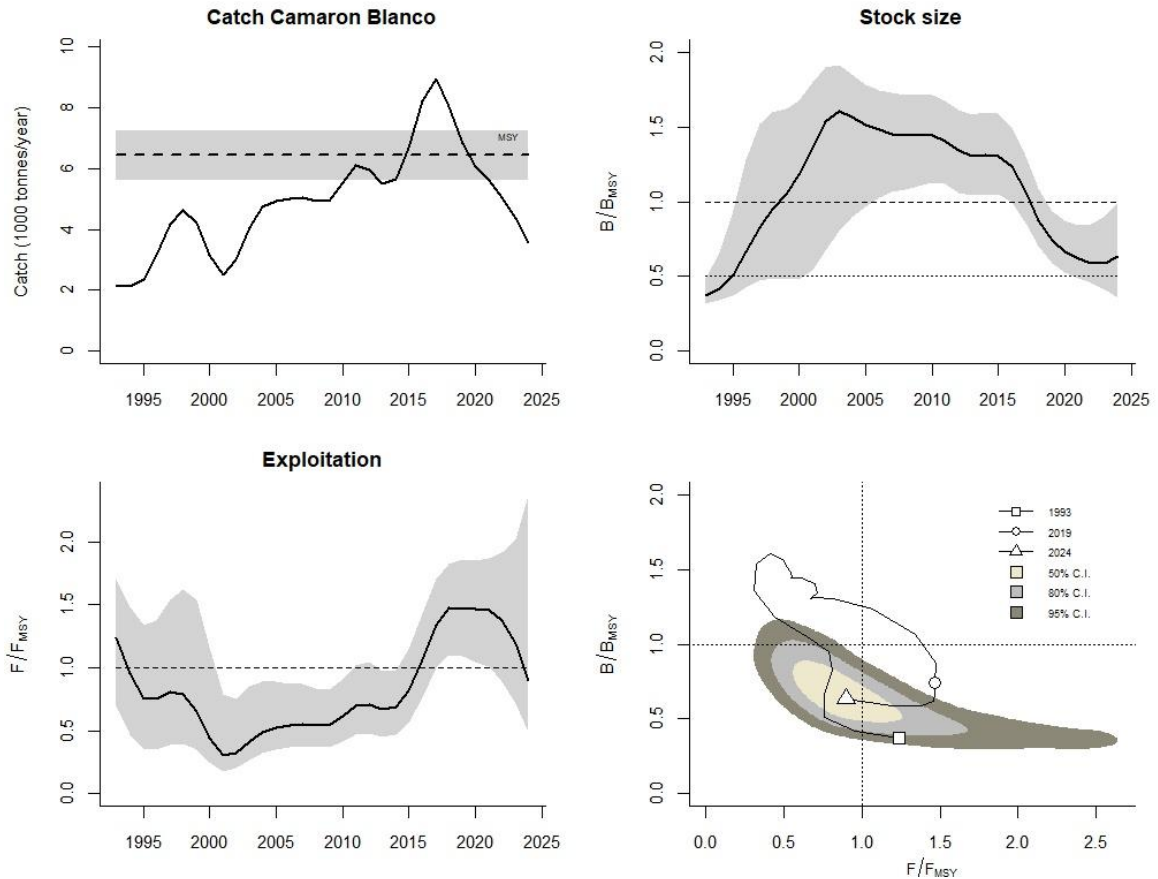 Catch Camaron Blanco
Catch (1000 tonnes/year)
10
8
6
4
2
0
MSY
1995 2000 2005 2010 2015 2020 2025
Stock size
B/B_MSY
2.0
1.5
1.0
0.5
0.0
1995 2000 2005 2010 2015 2020 2025
Exploitation
F/F_MSY
2.0
1.5
1.0
0.5
0.0
1995 2000 2005 2010 2015 2020 2025
B/B_MSY
2.0
1.5
1.0
0.5
0.0
1993
2019
2024
50% C.I.
80% C.I.
95% C.I.
0.0 0.5 1.0 1.5 2.0 2.5
F/F_MSY